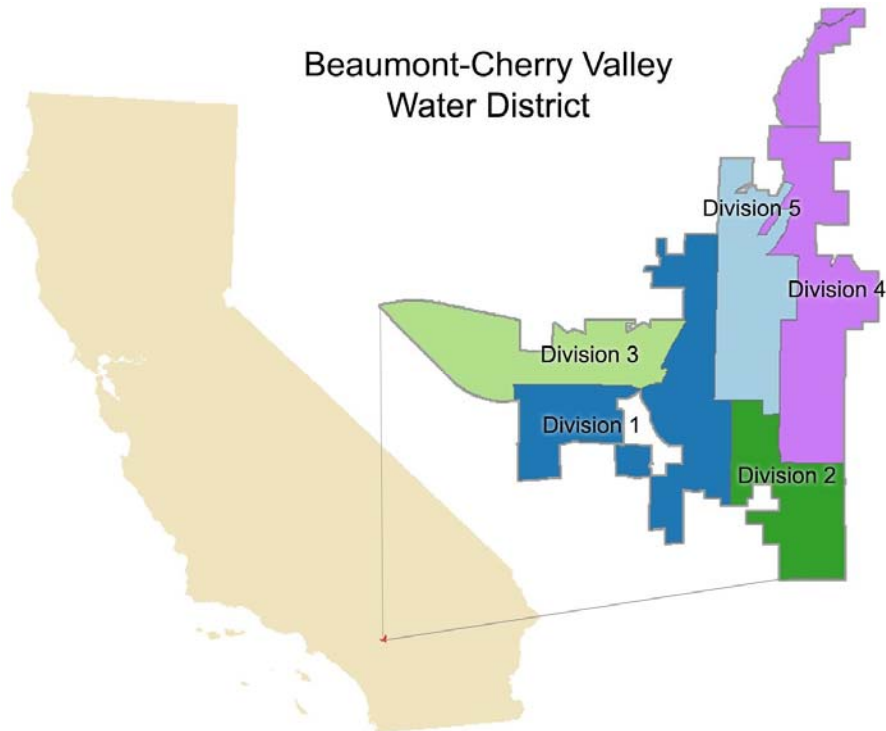 Beaumont-Cherry Valley
Water District
Division 5
Division 4
Division 3
Division 1
Division 2